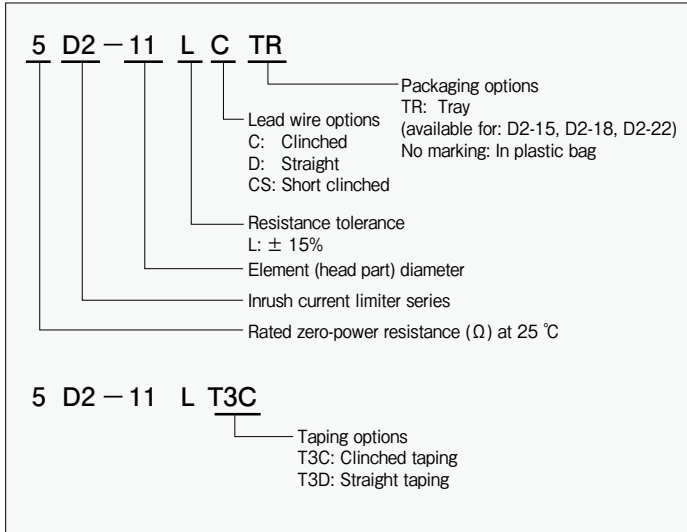 5 D2－11 L C TR
Packaging options
TR: Tray
(available for: D2-15, D2-18, D2-22)
No marking: In plastic bag
Lead wire options
C: Clinched
D: Straight
CS: Short clinched
Resistance tolerance
L: ± 15%
Element (head part) diameter
Inrush current limiter series
Rated zero-power resistance (Ω) at 25 ℃
5 D2－11 L T3C
Taping options
T3C: Clinched taping
T3D: Straight taping